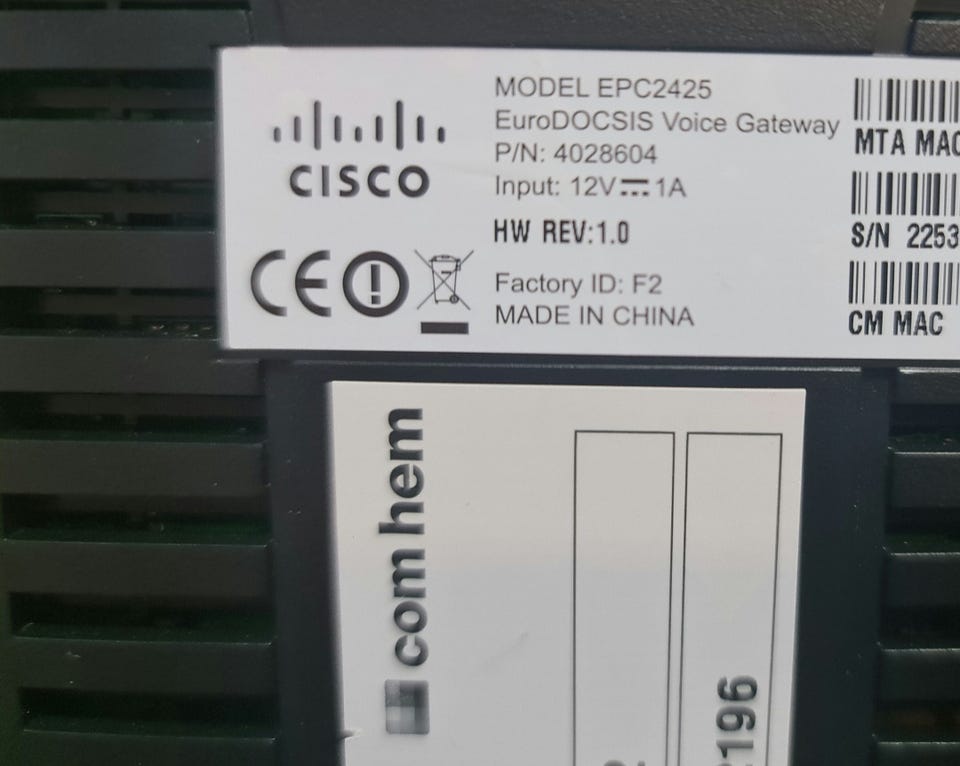 CISCO
MODEL EPC2425
EuroDOCSIS Voice Gateway
P/N: 4028604
Input: 12V 1A
HW REV:1.0
Factory ID: F2
MADE IN CHINA
CE
MTA MAC
S/N 2253
CM MAC
com hem
196